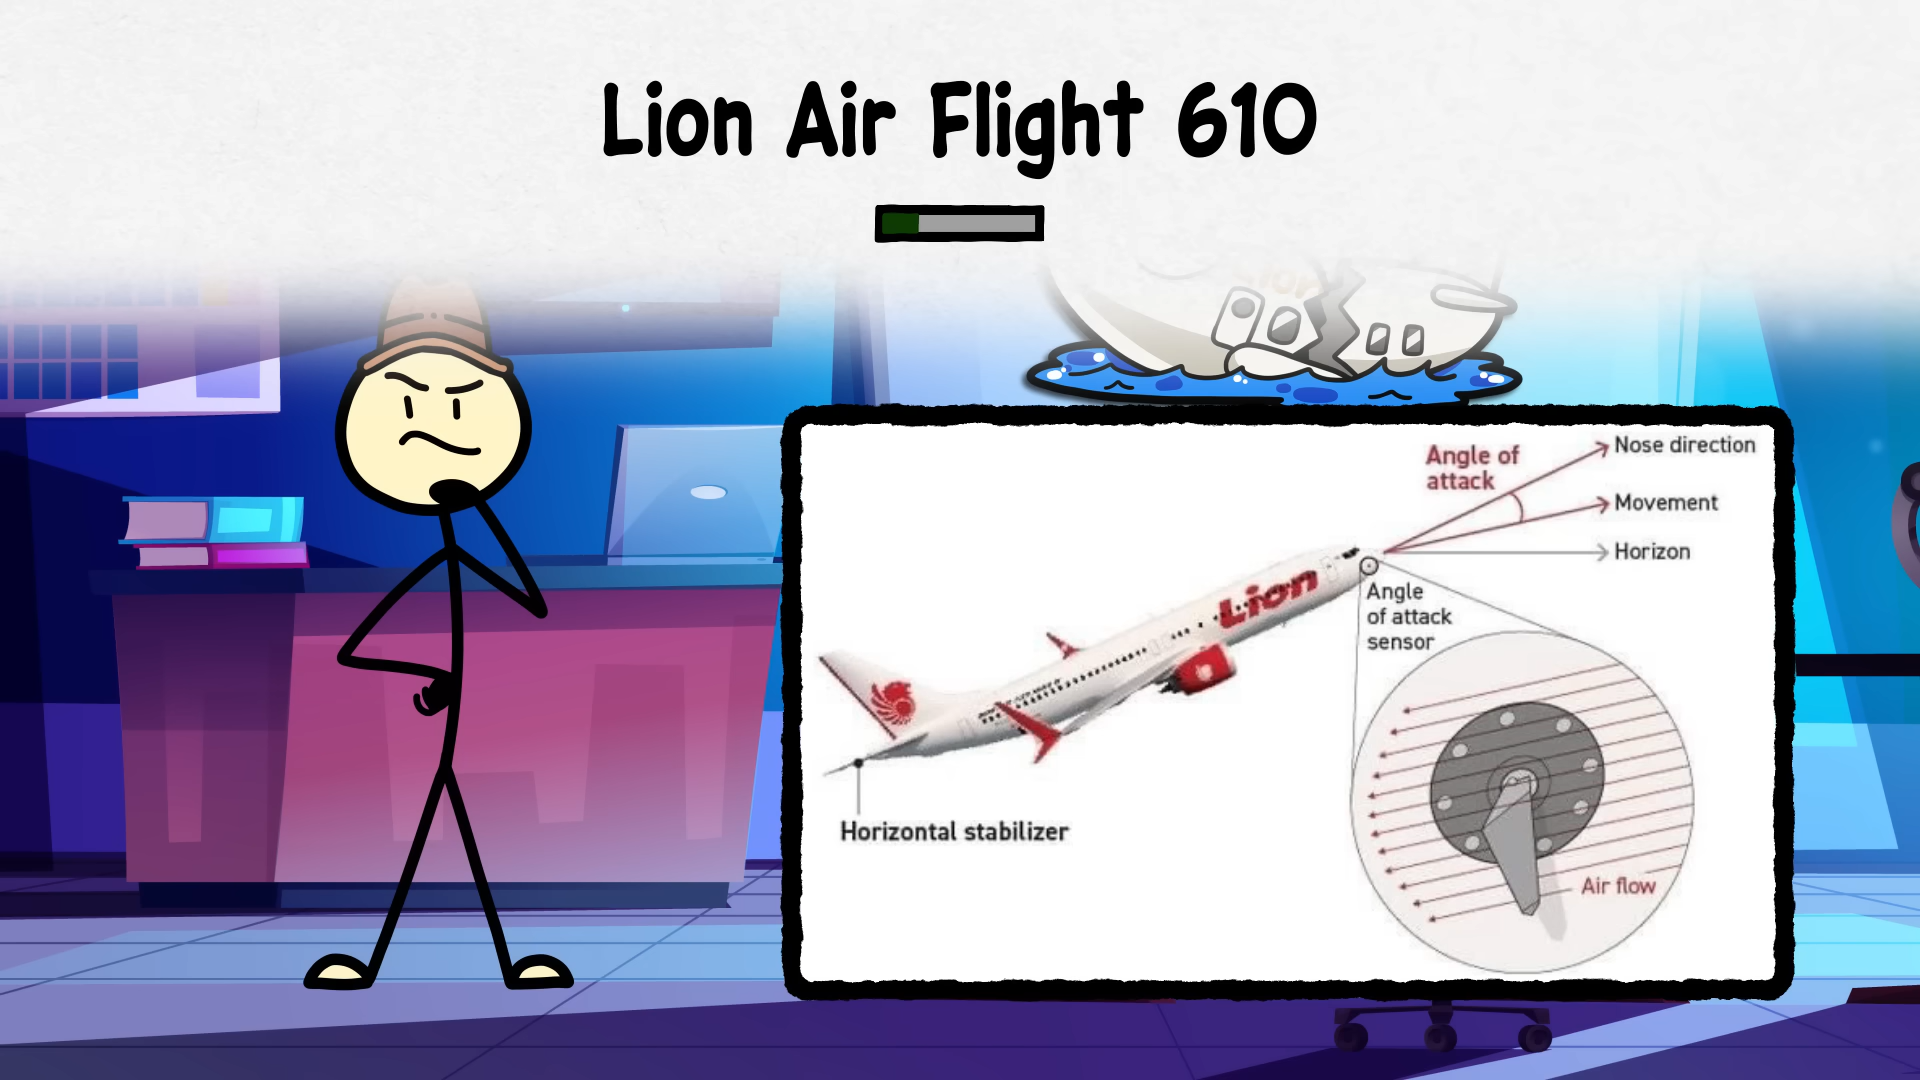 Lion Air Flight 610
Angle of
attack
Nose direction
Movement
Horizon
Angle
of attack
sensor
Lion
Horizontal stabilizer
Air flow